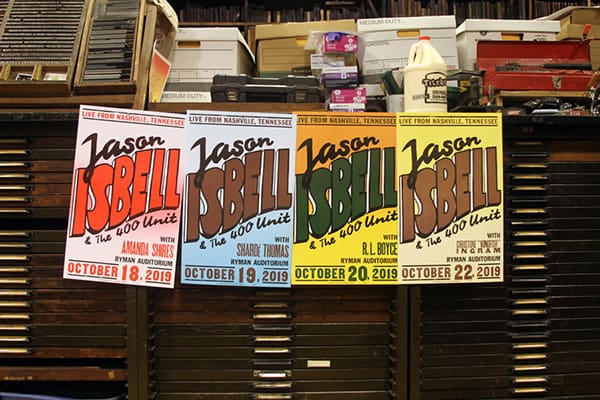 MEDIUM DUTY
MEDIUM DUTY
LIVE FROM NASHVILLE, TENNESSEE
Jason
ISBELL
& The 400 Unit
WITH
AMANDA SHIRES
RYMAN AUDITORIUM
OCTOBER 18, 2019
LIVE FROM NASHVILLE, TENNESSEE
Jason
ISBELL
& The 400 Unit
WITH
SHARDÉ THOMAS
RYMAN AUDITORIUM
OCTOBER 19, 2019
LIVE FROM NASHVILLE, TENNESSEE
Jason
ISBELL
& The 400 Unit
WITH
R.L. BOYCE
RYMAN AUDITORIUM
OCTOBER 20, 2019
LIVE FROM NASHVILLE, TENNESSEE
Jason
ISBELL
& The 400 Unit
WITH
CHRISTONE "KINGFISH"
INGRAM
RYMAN AUDITORIUM
OCTOBER 22, 2019